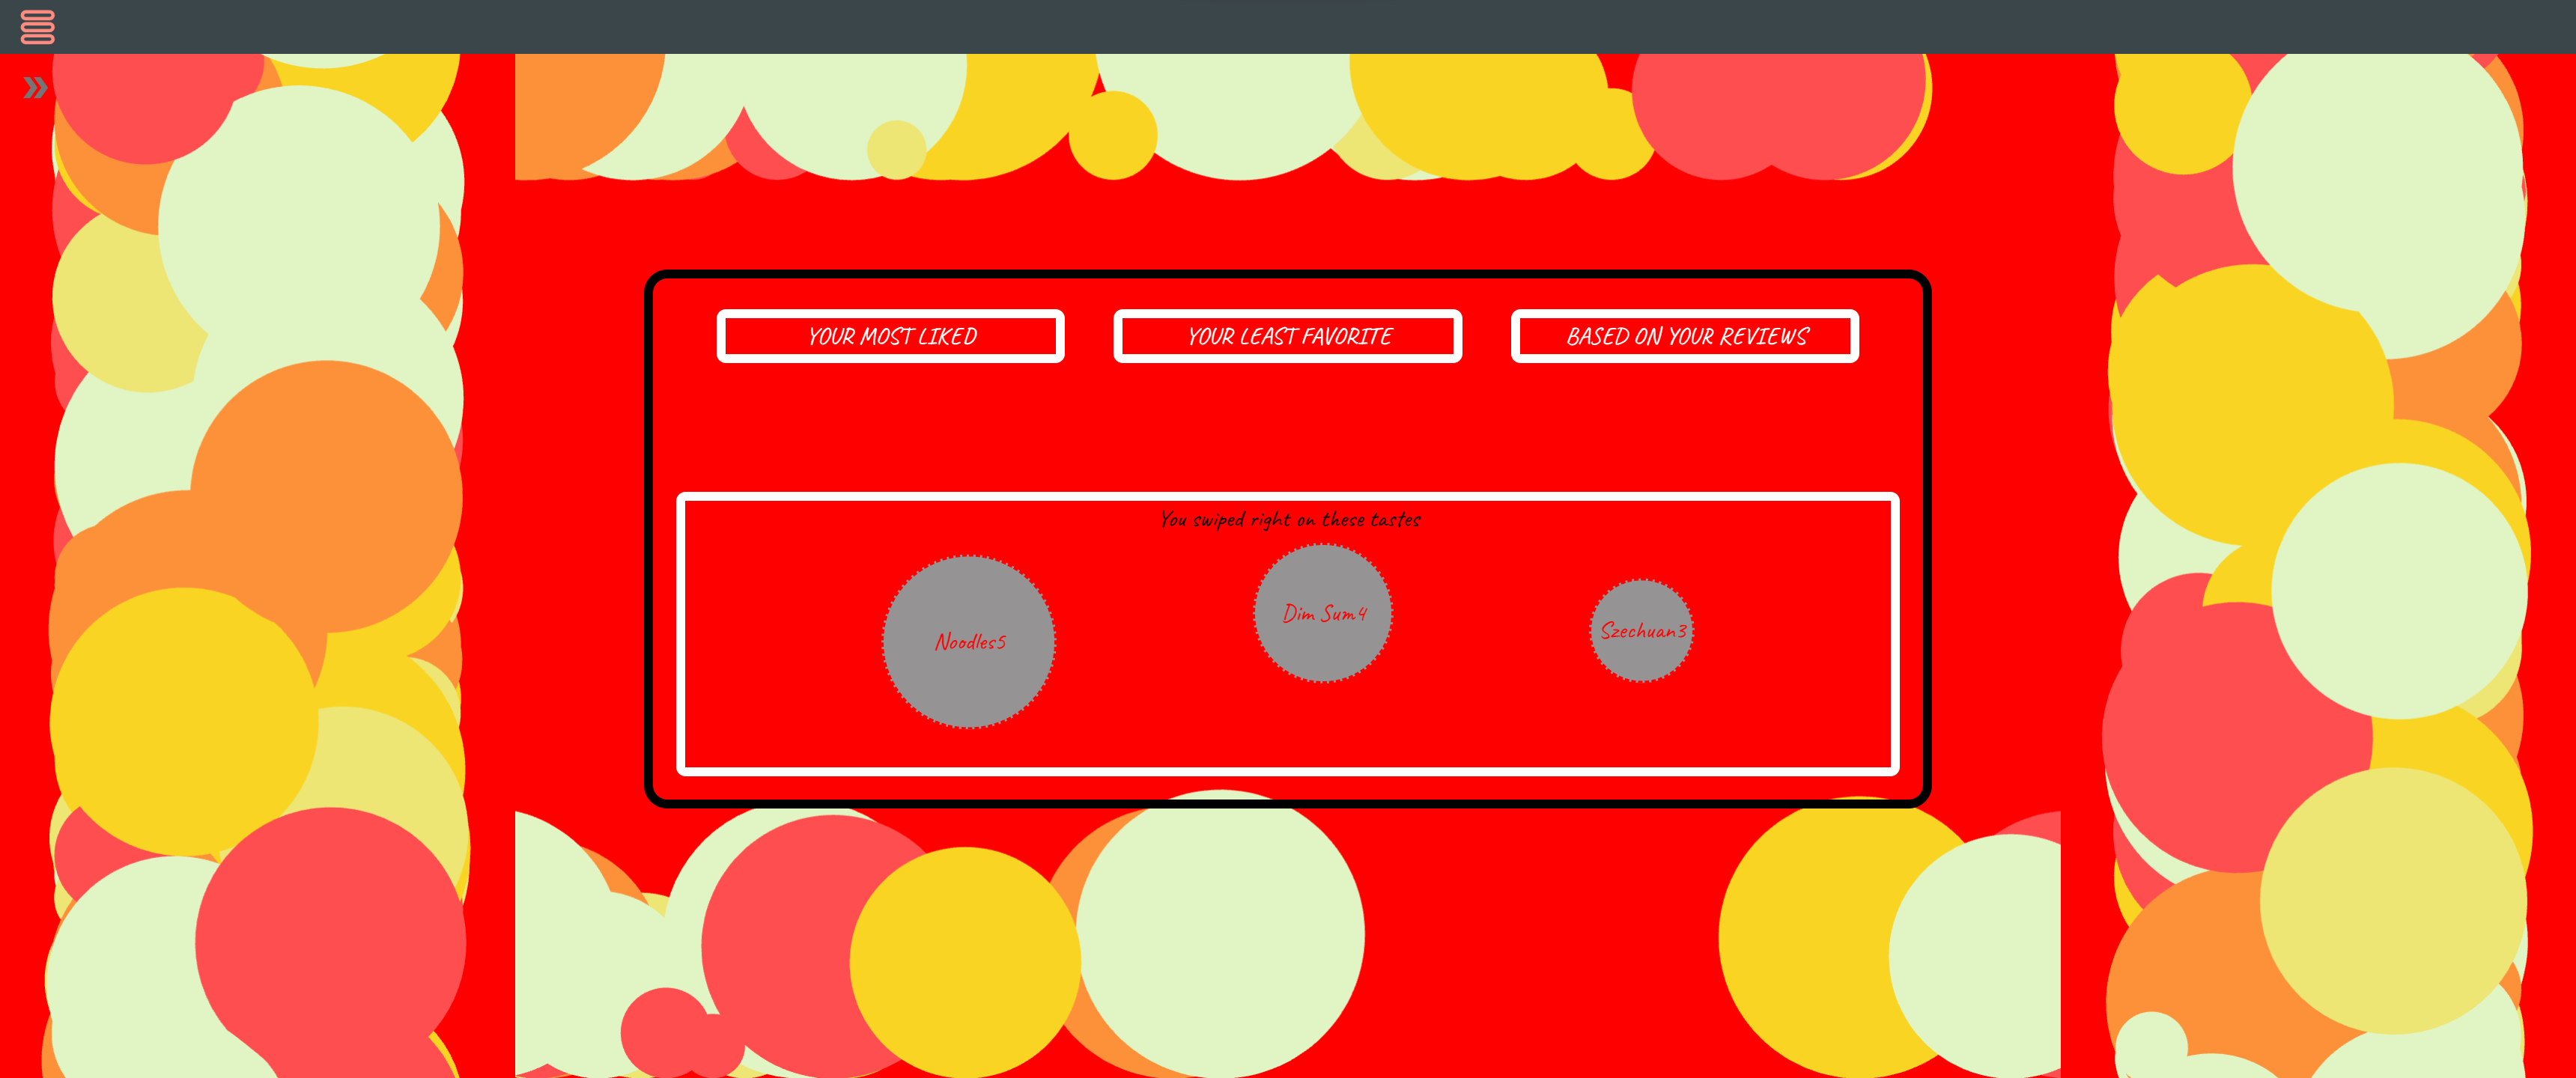 YOUR MOST LIKED
YOUR LEAST FAVORITE
BASED ON YOUR REVIEWS
You swiped right on these tastes
Noodles5
Dim Sum4
Szechuan3